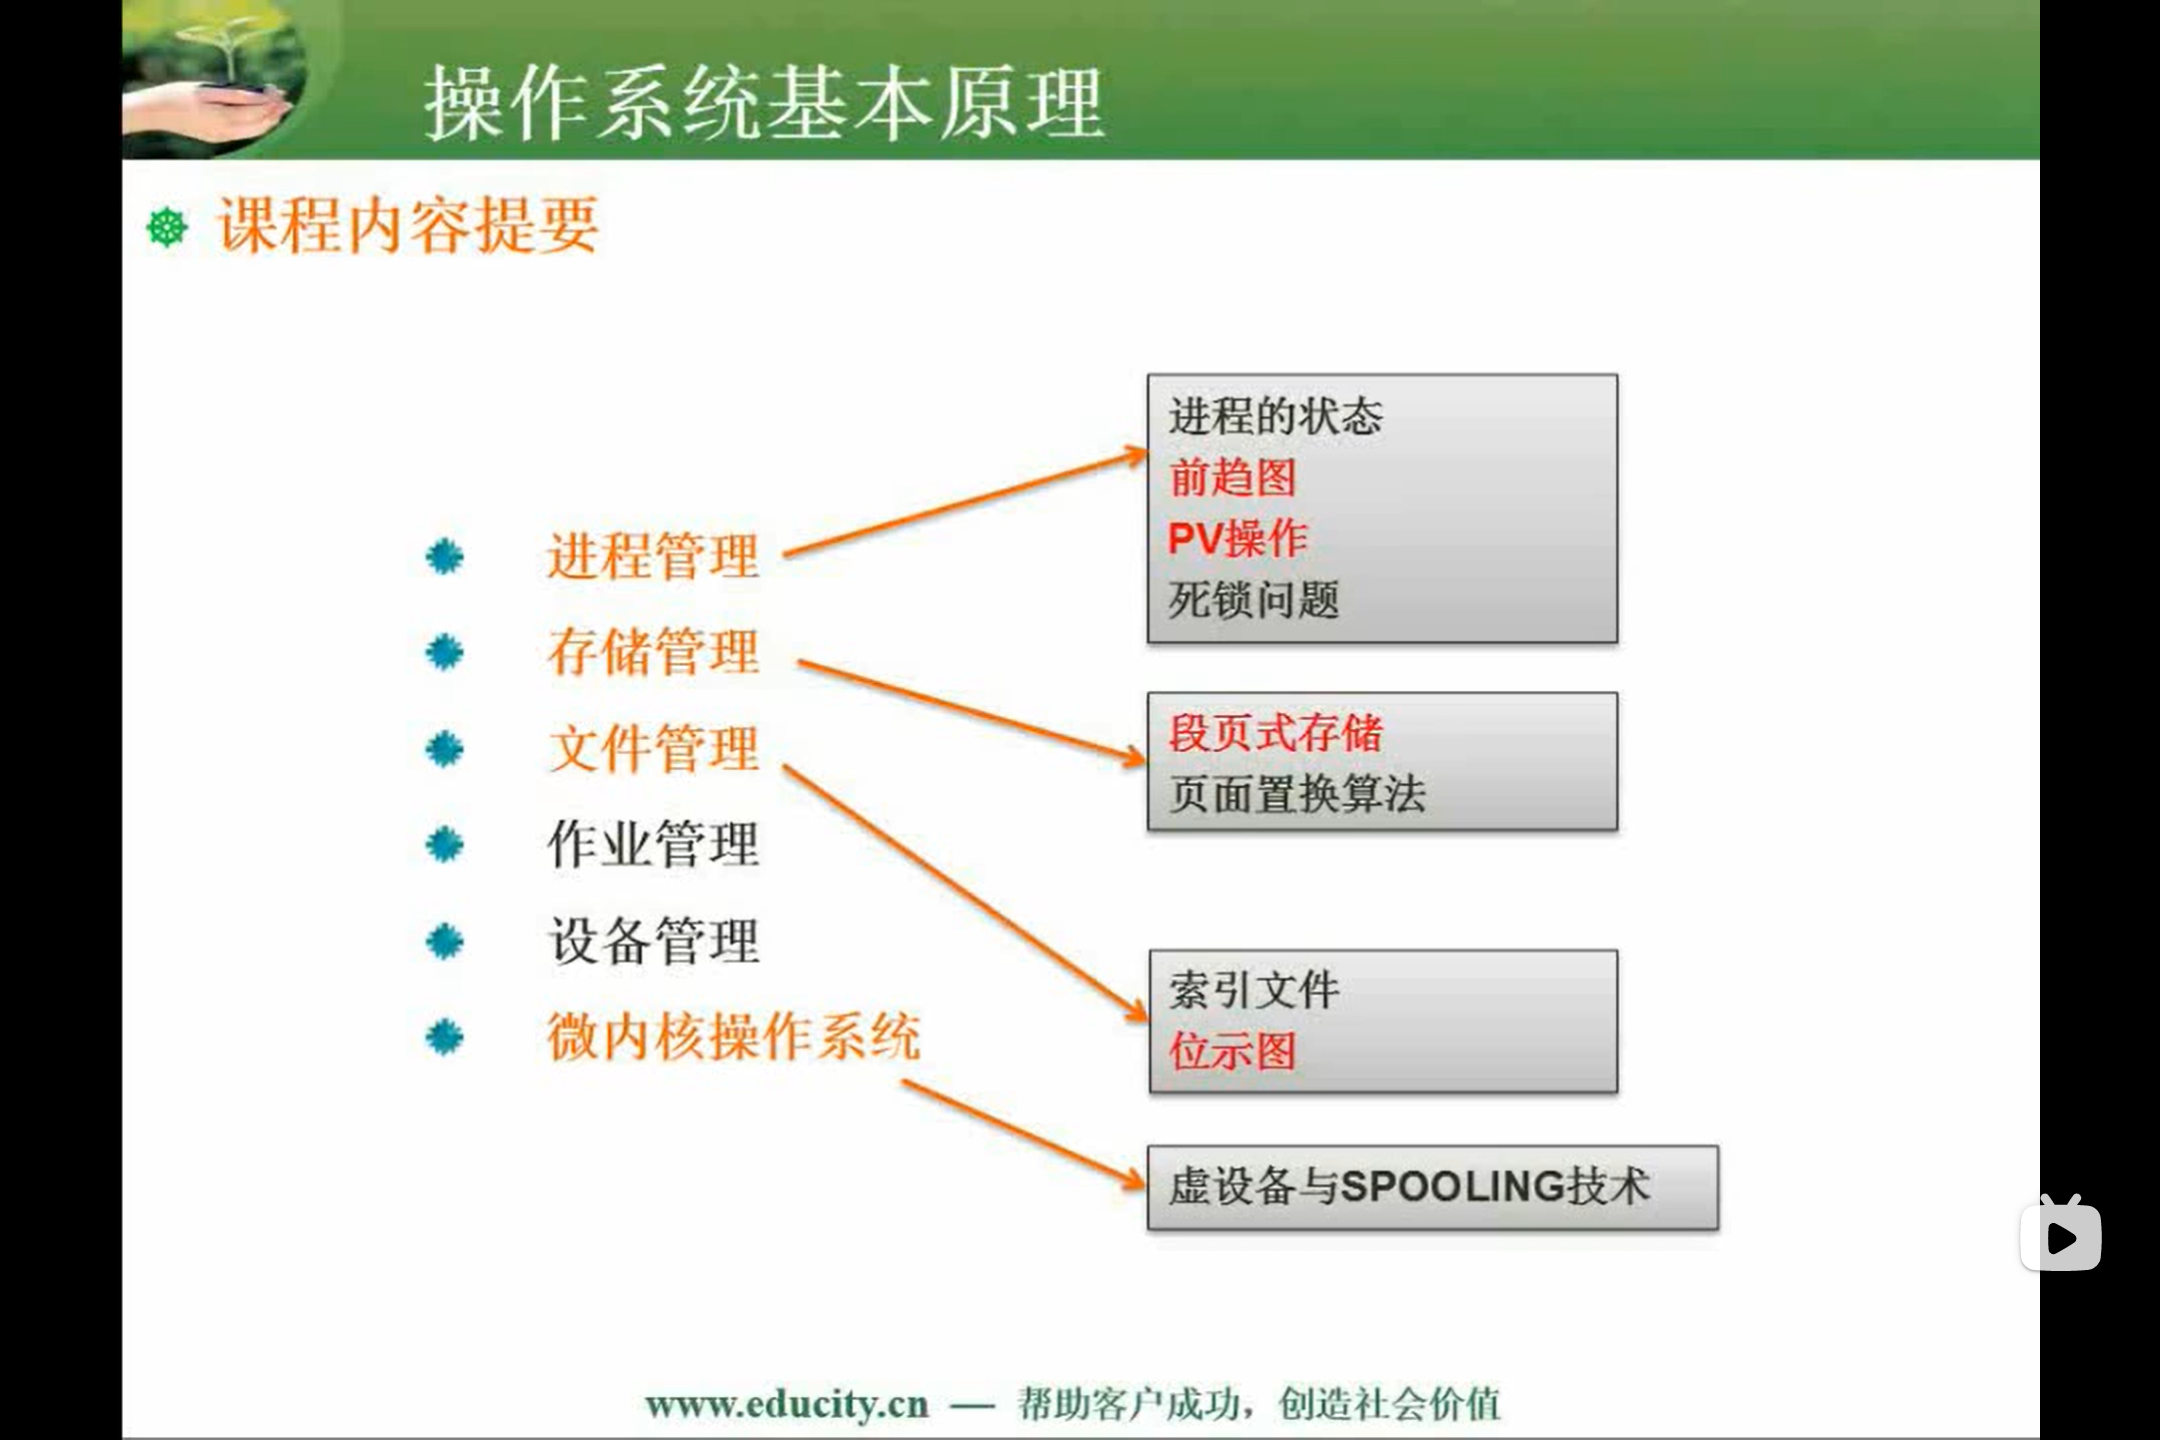 操作系统基本原理
课程内容提要
进程管理
存储管理
文件管理
作业管理
设备管理
微内核操作系统
进程的状态
前趋图
PV操作
死锁问题
段页式存储
页面置换算法
索引文件
位示图
虚设备与SPOOLING技术
www.educity.cn — 帮助客户成功，创造社会价值